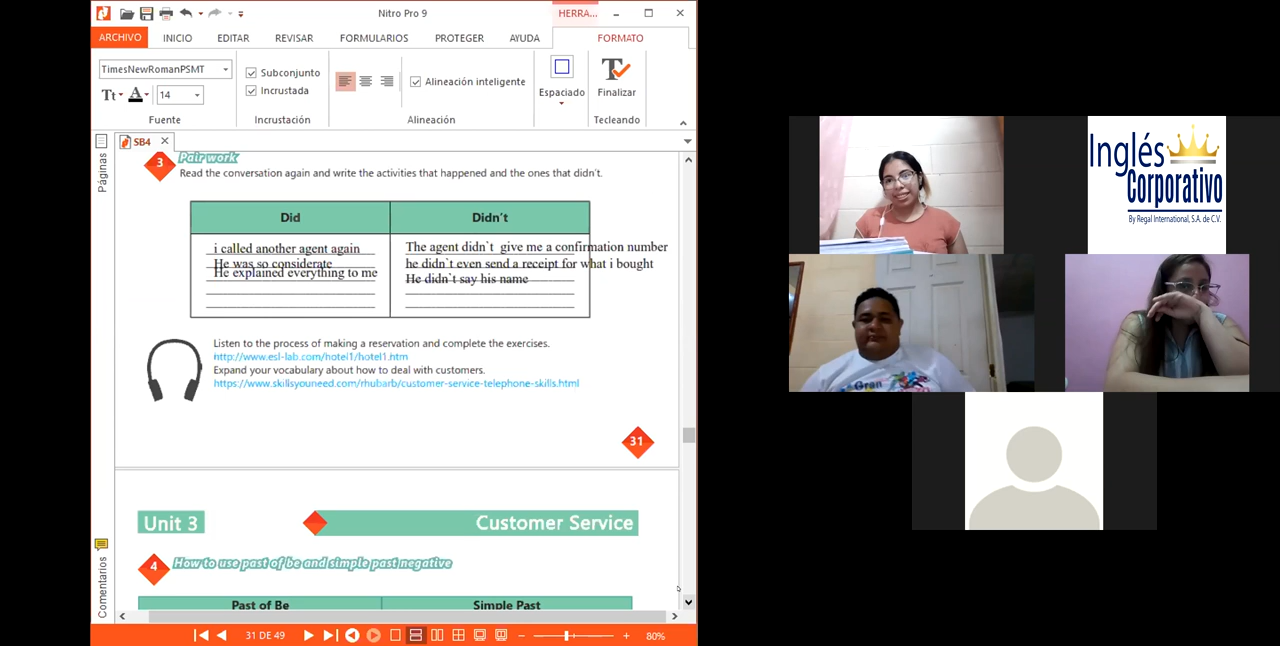 Nitro Pro 9
HERRA...
ARCHIVO
INICIO
EDITAR
REVISAR
FORMULARIOS
PROTEGER
AYUDA
FORMATO
TimesNewRomanPSMT
14
Fuente
Subconjunto
Incrustada
Incrustación
Alineación inteligente
Alineación
Espaciado
Finalizar
Tecleando
SB4
Páginas
Comentarios
3 Pair work
Read the conversation again and write the activities that happened and the ones that didn't.
Did
Didn't
i called another agent again
He was so considerate
He explained everything to me
The agent didn`t give me a confirmation number
he didn`t even send a receipt for what i bought
He didn`t say his name
Listen to the process of making a reservation and complete the exercises.
http://www.esl-lab.com/hotel1/hotel1.htm
Expand your vocabulary about how to deal with customers.
https://www.skillsyouneed.com/rhubarb/customer-service-telephone-skills.html
31
Unit 3
Customer Service
4 How to use past of be and simple past negative
Past of Be
Simple Past
31 DE 49
80%
Inglés
Corporativo
By Regal International, S.A. de C.V.
Gran